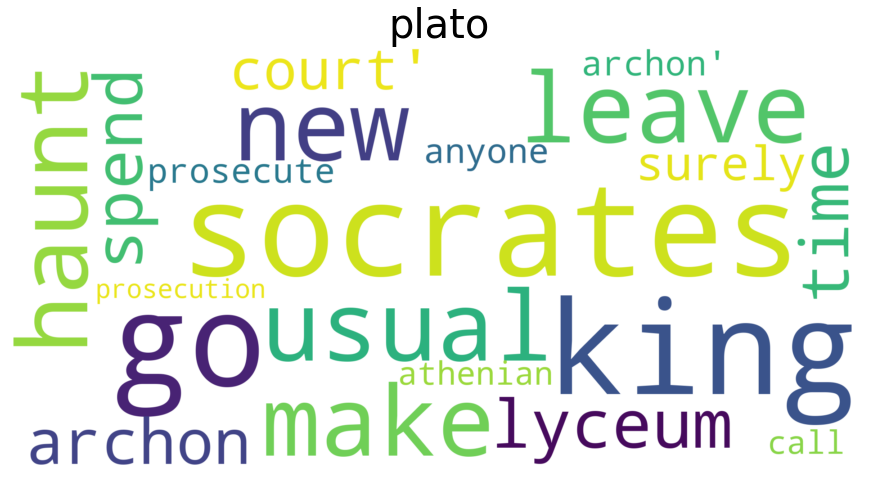 plato
court'
archon'
haunt
spend
new
leave
anyone
prosecute
surely
time
socrates
prosecution
go
usual
king
athenian
make
lyceum
archon
call